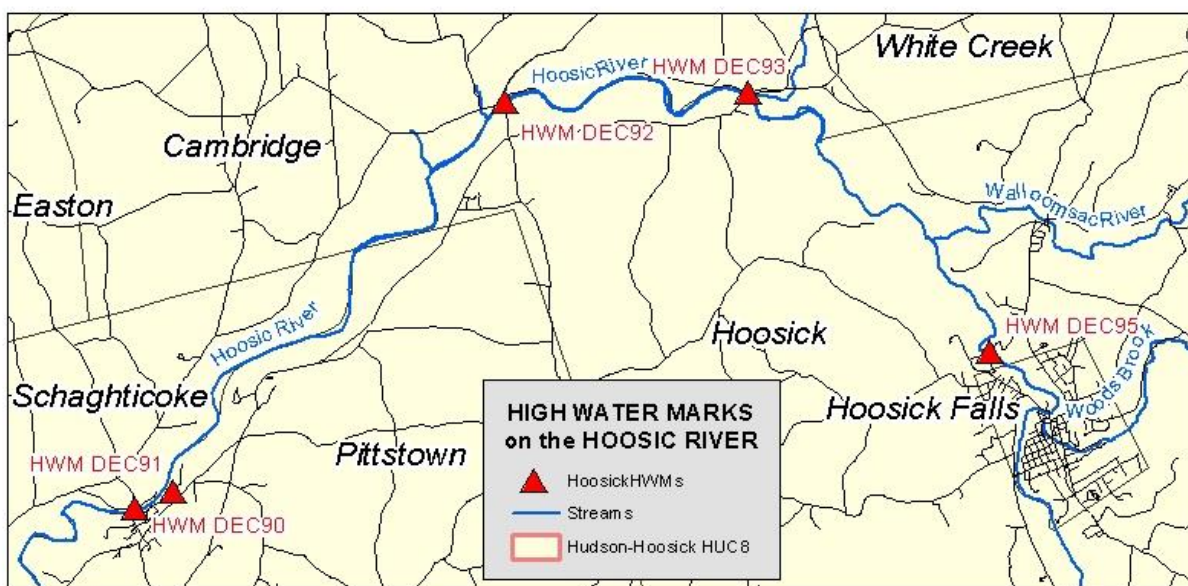 White Creek
HWM DEC93
HoosicRiver
HWM DEC92
Cambridge
Easton
WalloomsacRiver
Hoosic River
Hoosick
HWM DEC95
Schaghticoke
Hoosick Falls
Woods Brook
Pittstown
HWM DEC91
HWM DEC90
HIGH WATER MARKS
on the HOOSIC RIVER
HoosickHWMs
Streams
Hudson-Hoosick HUC8